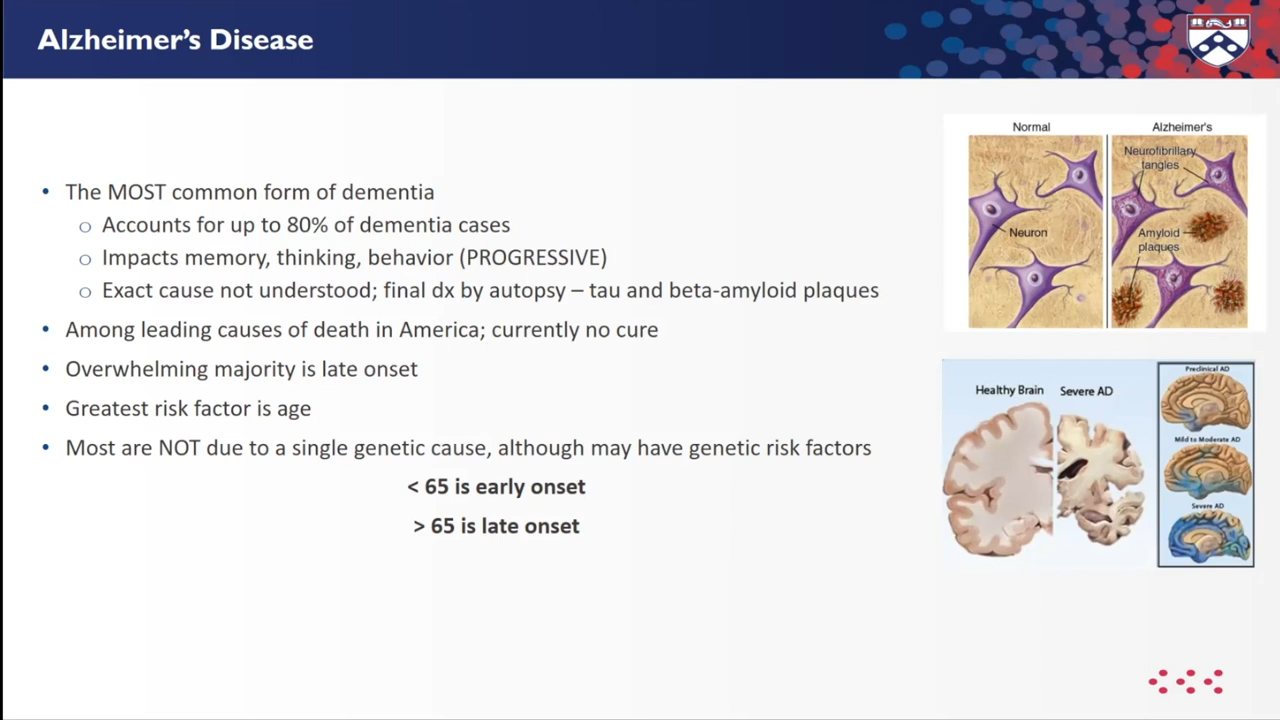 Alzheimer's Disease
• The MOST common form of dementia
○ Accounts for up to 80% of dementia cases
○ Impacts memory, thinking, behavior (PROGRESSIVE)
○ Exact cause not understood; final dx by autopsy – tau and beta-amyloid plaques
• Among leading causes of death in America; currently no cure
• Overwhelming majority is late onset
• Greatest risk factor is age
• Most are NOT due to a single genetic cause, although may have genetic risk factors
< 65 is early onset
> 65 is late onset
Normal
Alzheimer's
Neurofibrillary
tangles
Neuron
Amyloid
plaques
Healthy Brain
Severe AD
Preclinical AD
Mild to Moderate AD
Severe AD